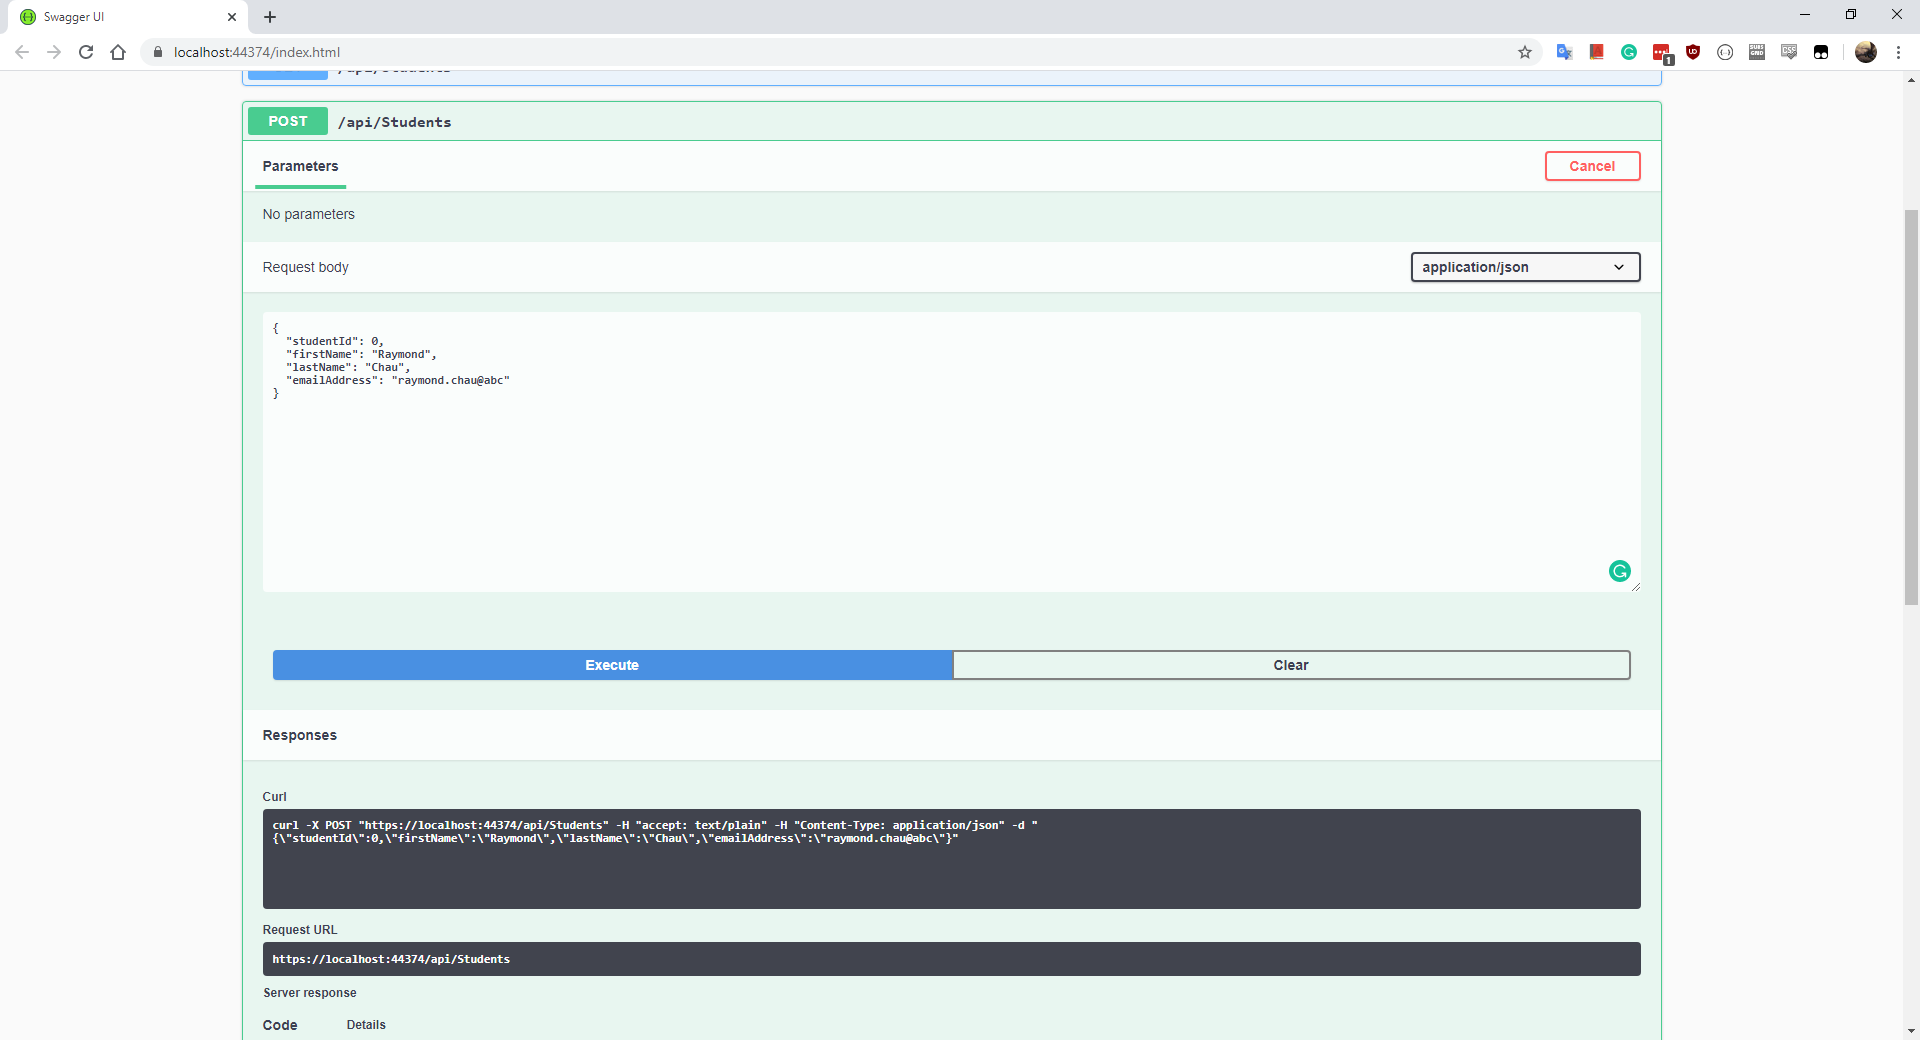 Swagger UI
localhost:44374/index.html
1
/api/Students
POST /api/Students
Parameters
Cancel
No parameters
Request body
application/json
{
"studentId": 0,
"firstName": "Raymond",
"lastName": "Chau",
"emailAddress": "raymond.chau@abc"
}
Execute
Clear
Responses
Curl
curl -X POST "https://localhost:44374/api/Students" -H "accept: text/plain" -H "Content-Type: application/json" -d "
{\"studentId\":0,\"firstName\":\"Raymond\",\"lastName\":\"Chau\",\"emailAddress\":\"raymond.chau@abc\"}"
Request URL
https://localhost:44374/api/Students
Server response
Code Details